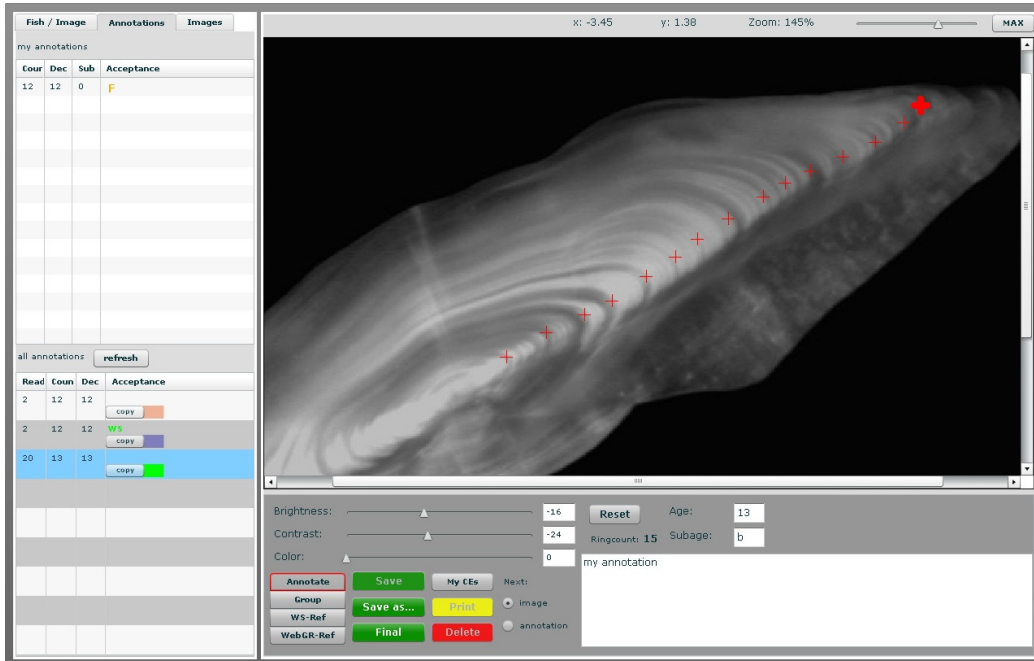 Fish / Image Annotations Images
x: -3.45 y: 1.38 Zoom: 145% MAX
my annotations
Cour Dec Sub Acceptance
12 12 0 F
all annotations refresh
Read Coun Dec Acceptance
2 12 12
copy
2 12 12 WS
copy
20 13 13
copy
Brightness: -16 Reset Age: 13
Contrast: -24 Ringcount: 15 Subage: b
Color: 0 my annotation
Annotate Save My CEs Next:
Group Save as... Print image
WS-Ref
WebGR-Ref Final Delete annotation